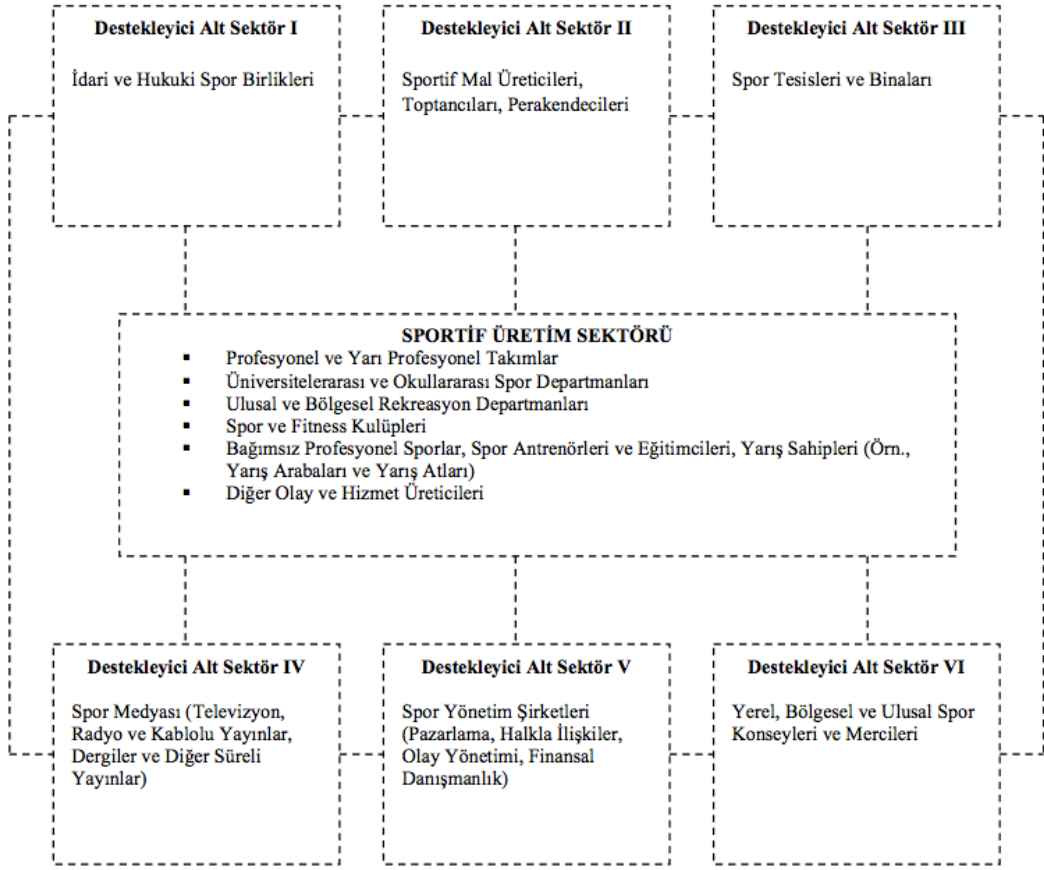 Destekleyici Alt Sektör I
İdari ve Hukuki Spor Birlikleri
Destekleyici Alt Sektör II
Sportif Mal Üreticileri,
Toptancıları, Perakendecileri
Destekleyici Alt Sektör III
Spor Tesisleri ve Binaları
SPORTİF ÜRETİM SEKTÖRÜ
▪ Profesyonel ve Yarı Profesyonel Takımlar
▪ Üniversitelerarası ve Okullararası Spor Departmanları
▪ Ulusal ve Bölgesel Rekreasyon Departmanları
▪ Spor ve Fitness Kulüpleri
▪ Bağımsız Profesyonel Sporlar, Spor Antrenörleri ve Eğitimcileri, Yarış Sahipleri (Örn.,
Yarış Arabaları ve Yarış Atları)
▪ Diğer Olay ve Hizmet Üreticileri
Destekleyici Alt Sektör IV
Spor Medyası (Televizyon,
Radyo ve Kablolu Yayınlar,
Dergiler ve Diğer Süreli
Yayınlar)
Destekleyici Alt Sektör V
Spor Yönetim Şirketleri
(Pazarlama, Halkla İlişkiler,
Olay Yönetimi, Finansal
Danışmanlık)
Destekleyici Alt Sektör VI
Yerel, Bölgesel ve Ulusal Spor
Konseyleri ve Mercileri